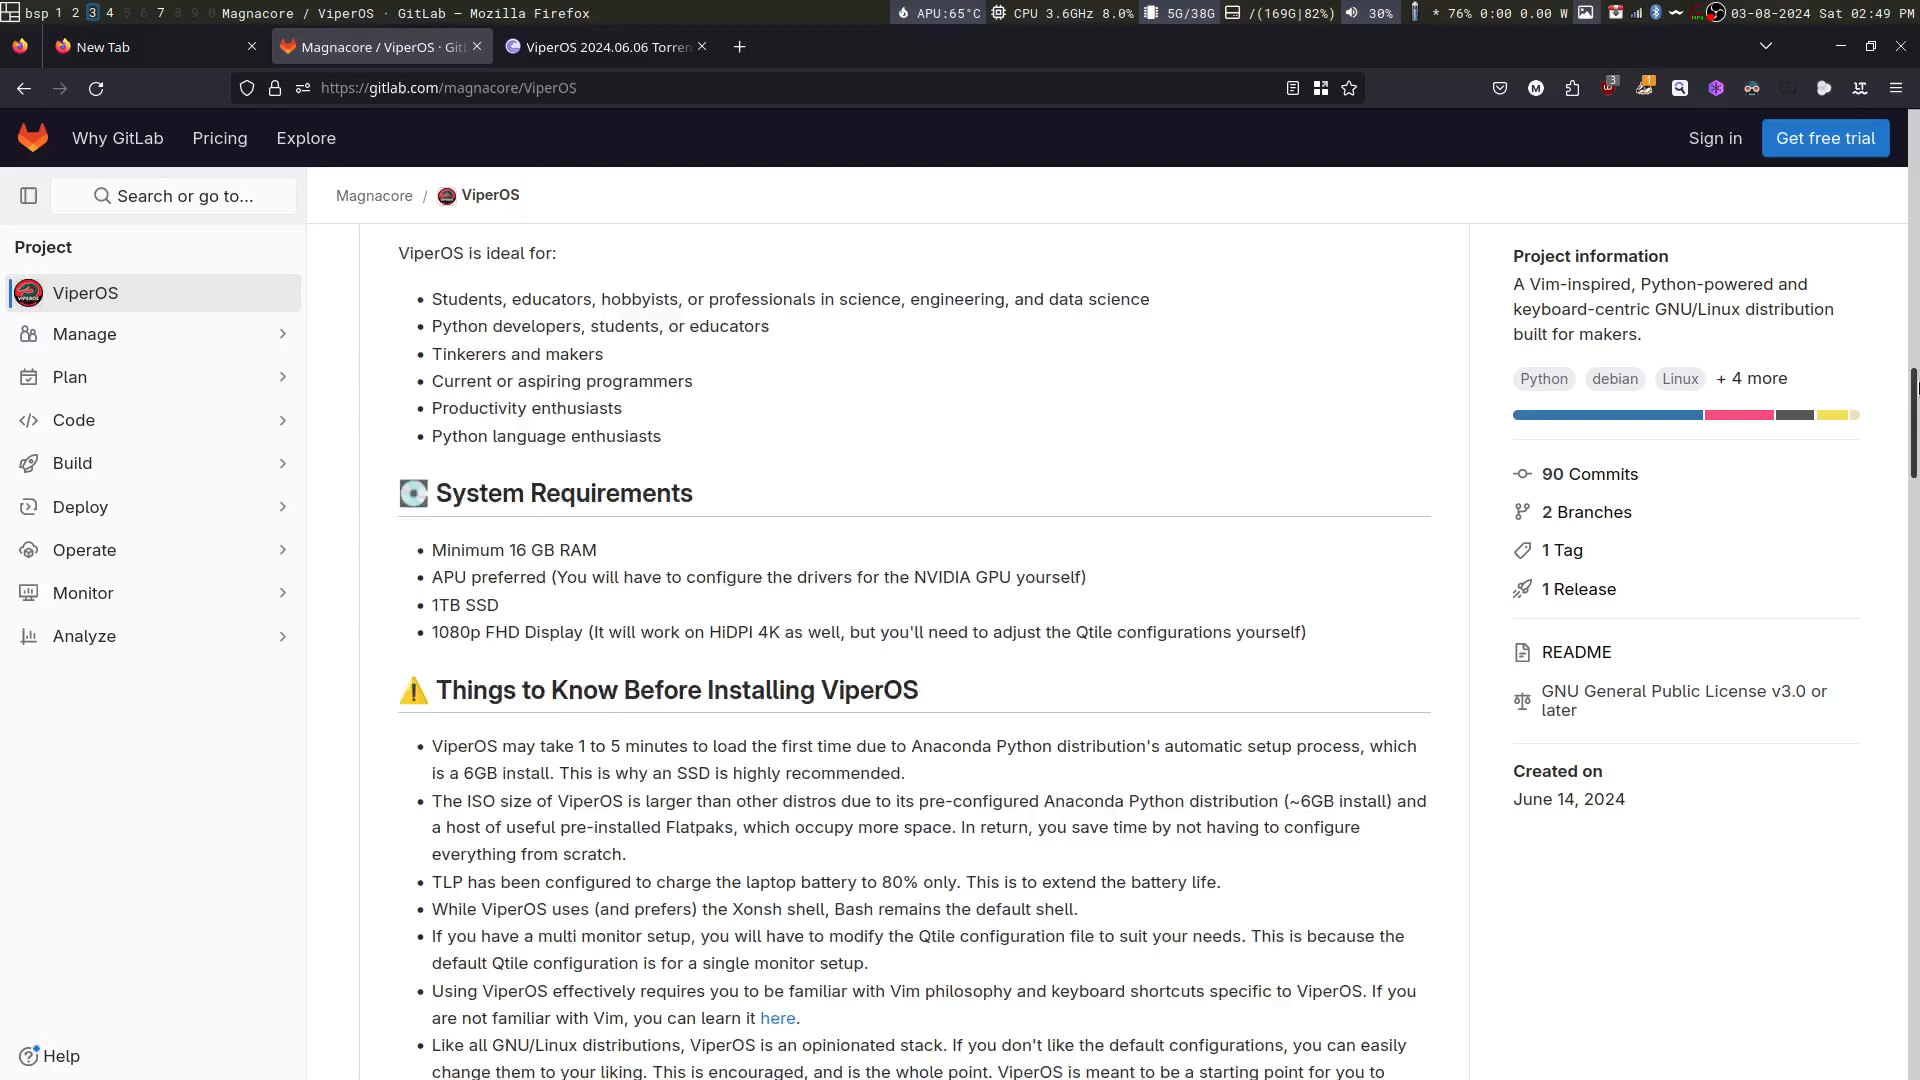 bsp 1 2 3 4 5 6 7 8 9 0 Magnacore / ViperOS · GitLab — Mozilla Firefox APU:65°C CPU 3.6GHz 8.0% 5G/38G /(169G|82%) 30% * 76% 0:00 0.00 W 03-08-2024 Sat 02:49 PM
New Tab Magnacore / ViperOS · GitL ViperOS 2024.06.06 Torren
https://gitlab.com/magnacore/ViperOS
Why GitLab Pricing Explore Sign in Get free trial
Search or go to... Magnacore / ViperOS
Project
ViperOS
Manage
Plan
Code
Build
Deploy
Operate
Monitor
Analyze
Help
ViperOS is ideal for:
• Students, educators, hobbyists, or professionals in science, engineering, and data science
• Python developers, students, or educators
• Tinkerers and makers
• Current or aspiring programmers
• Productivity enthusiasts
• Python language enthusiasts
System Requirements
• Minimum 16 GB RAM
• APU preferred (You will have to configure the drivers for the NVIDIA GPU yourself)
• 1TB SSD
• 1080p FHD Display (It will work on HiDPI 4K as well, but you'll need to adjust the Qtile configurations yourself)
⚠️ Things to Know Before Installing ViperOS
• ViperOS may take 1 to 5 minutes to load the first time due to Anaconda Python distribution's automatic setup process, which
is a 6GB install. This is why an SSD is highly recommended.
• The ISO size of ViperOS is larger than other distros due to its pre-configured Anaconda Python distribution (~6GB install) and
a host of useful pre-installed Flatpaks, which occupy more space. In return, you save time by not having to configure
everything from scratch.
• TLP has been configured to charge the laptop battery to 80% only. This is to extend the battery life.
• While ViperOS uses (and prefers) the Xonsh shell, Bash remains the default shell.
• If you have a multi monitor setup, you will have to modify the Qtile configuration file to suit your needs. This is because the
default Qtile configuration is for a single monitor setup.
• Using ViperOS effectively requires you to be familiar with Vim philosophy and keyboard shortcuts specific to ViperOS. If you
are not familiar with Vim, you can learn it here.
• Like all GNU/Linux distributions, ViperOS is an opinionated stack. If you don't like the default configurations, you can easily
change them to your liking. This is encouraged, and is the whole point. ViperOS is meant to be a starting point for you to
Project information
A Vim-inspired, Python-powered and
keyboard-centric GNU/Linux distribution
built for makers.
Python debian Linux + 4 more
90 Commits
2 Branches
1 Tag
1 Release
README
GNU General Public License v3.0 or
later
Created on
June 14, 2024